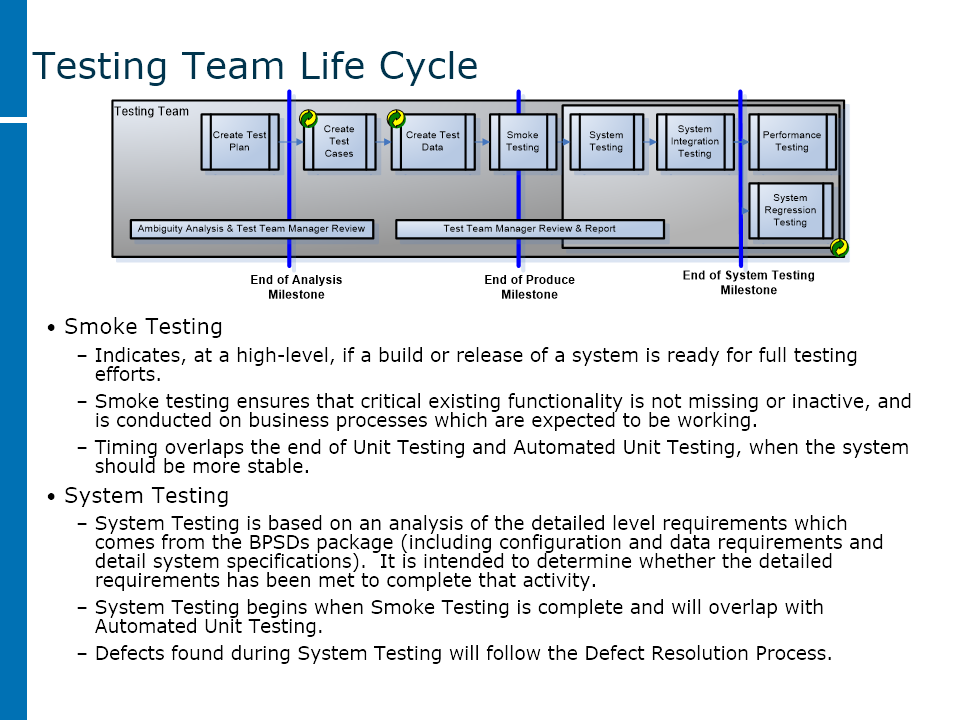 Testing Team Life Cycle
Testing Team
Create Test
Plan
Create
Test
Cases
Create Test
Data
Smoke
Testing
System
Testing
System
Integration
Testing
Performance
Testing
System
Regression
Testing
Ambiguity Analysis & Test Team Manager Review
Test Team Manager Review & Report
End of Analysis
Milestone
End of Produce
Milestone
End of System Testing
Milestone
• Smoke Testing
– Indicates, at a high-level, if a build or release of a system is ready for full testing
efforts.
– Smoke testing ensures that critical existing functionality is not missing or inactive, and
is conducted on business processes which are expected to be working.
– Timing overlaps the end of Unit Testing and Automated Unit Testing, when the system
should be more stable.
• System Testing
– System Testing is based on an analysis of the detailed level requirements which
comes from the BPSDs package (including configuration and data requirements and
detail system specifications).  It is intended to determine whether the detailed
requirements has been met to complete that activity.
– System Testing begins when Smoke Testing is complete and will overlap with
Automated Unit Testing.
– Defects found during System Testing will follow the Defect Resolution Process.